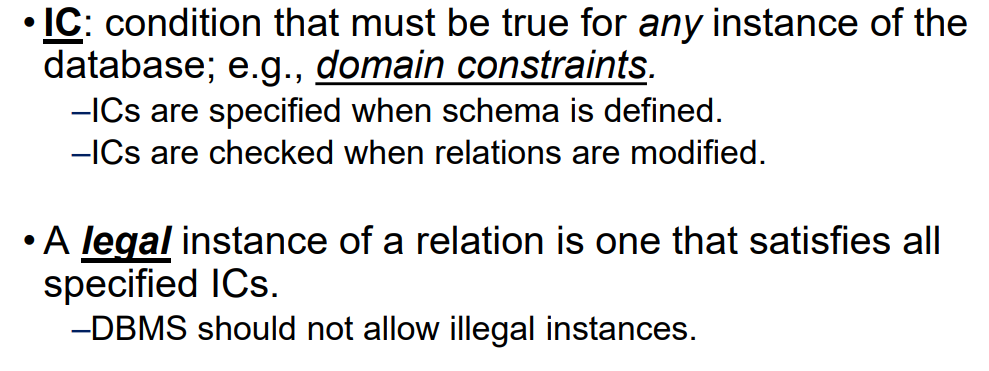 • IC: condition that must be true for any instance of the
database; e.g., domain constraints.
–ICs are specified when schema is defined.
–ICs are checked when relations are modified.
• A legal instance of a relation is one that satisfies all
specified ICs.
–DBMS should not allow illegal instances.